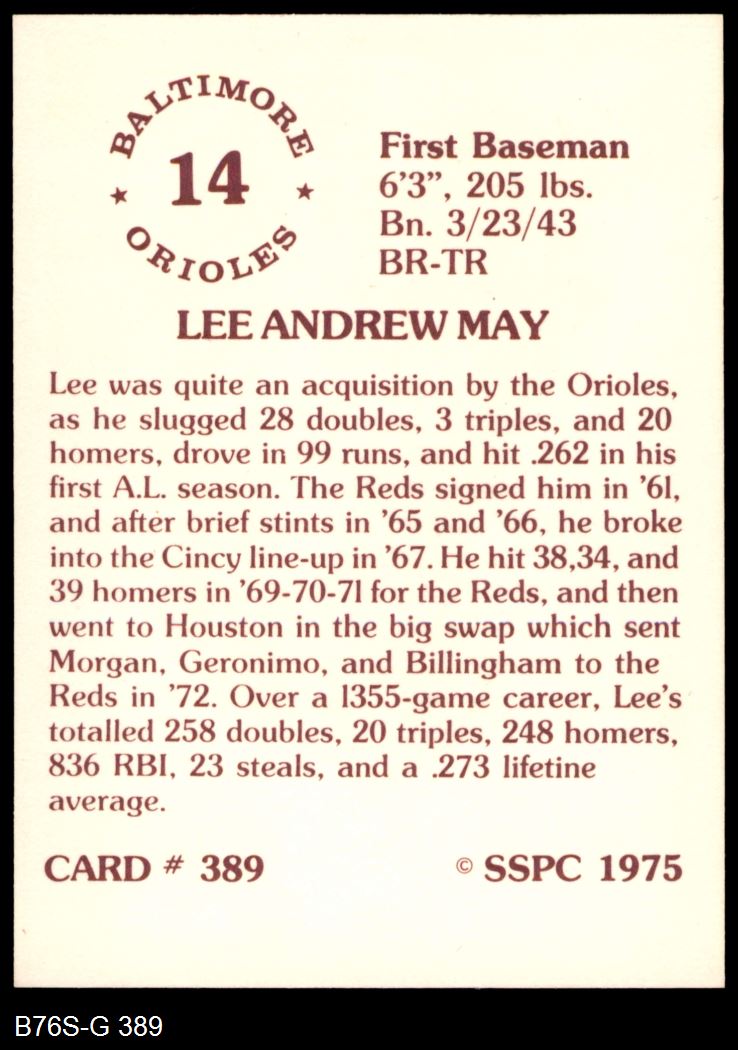 BALTIMORE
14
ORIOLES
First Baseman
6'3”, 205 lbs.
Bn. 3/23/43
BR-TR
LEE ANDREW MAY
Lee was quite an acquisition by the Orioles,
as he slugged 28 doubles, 3 triples, and 20
homers, drove in 99 runs, and hit .262 in his
first A.L. season. The Reds signed him in ’61,
and after brief stints in ’65 and ’66, he broke
into the Cincy line-up in ’67. He hit 38,34, and
39 homers in ’69-70-71 for the Reds, and then
went to Houston in the big swap which sent
Morgan, Geronimo, and Billingham to the
Reds in ’72. Over a 1355-game career, Lee’s
totalled 258 doubles, 20 triples, 248 homers,
836 RBI, 23 steals, and a .273 lifetime
average.
CARD # 389
© SSPC 1975
B76S-G 389